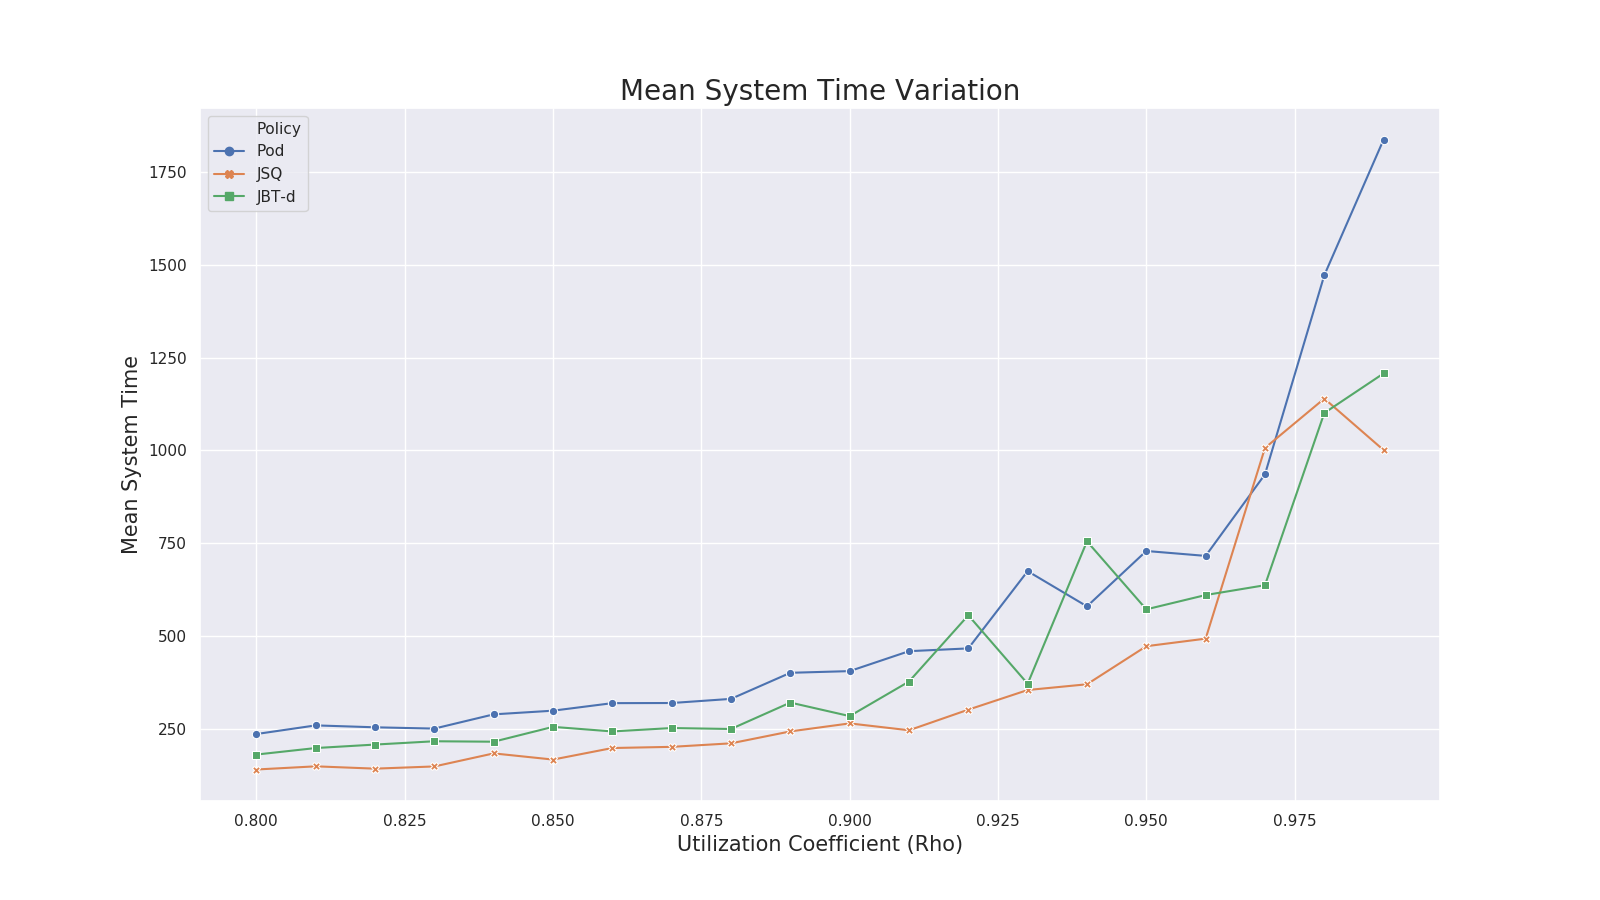 Mean System Time Variation
Policy
Pod
JSQ
JBT-d
1750
1500
1250
1000
750
500
250
Mean System Time
0.800 0.825 0.850 0.875 0.900 0.925 0.950 0.975
Utilization Coefficient (Rho)